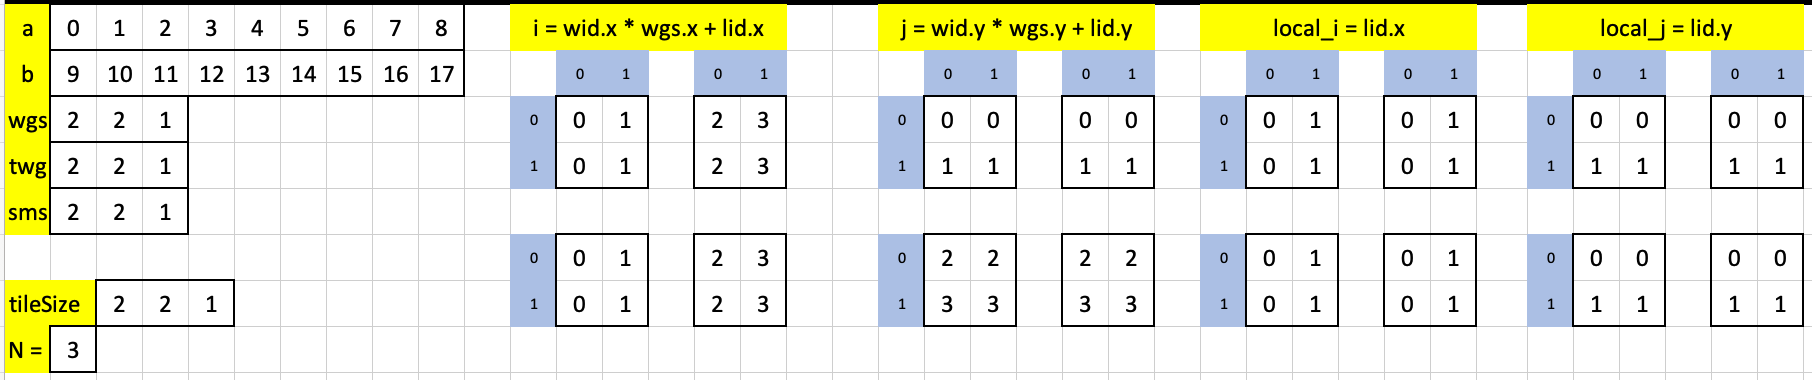 a 0 1 2 3 4 5 6 7 8 i = wid.x * wgs.x + lid.x j = wid.y * wgs.y + lid.y local_i = lid.x local_j = lid.y
b 9 10 11 12 13 14 15 16 17 0 1 0 1 0 1 0 1 0 1 0 1 0 1 0 1
wgs 2 2 1 0 0 1 2 3 0 0 0 0 0 0 0 1 0 1 0 0 0 0 0
twg 2 2 1 1 0 1 2 3 1 1 1 1 1 1 0 1 0 1 1 1 1 1 1
sms 2 2 1
0 0 1 2 3 0 2 2 2 2 0 0 1 0 1 0 0 0 0 0
tileSize 2 2 1 1 0 1 2 3 1 3 3 3 3 1 0 1 0 1 1 1 1 1 1
N = 3